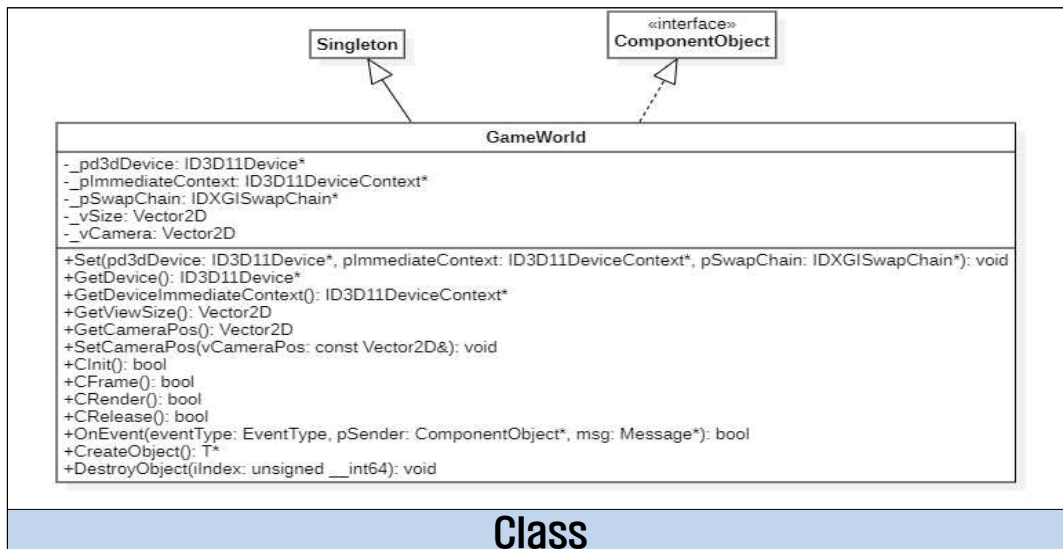 Singleton
«interface»
ComponentObject
GameWorld
-_pd3dDevice: ID3D11Device*
-_pImmediateContext: ID3D11DeviceContext*
-_pSwapChain: IDXGISwapChain*
-_vSize: Vector2D
-_vCamera: Vector2D
+Set(pd3dDevice: ID3D11Device*, pImmediateContext: ID3D11DeviceContext*, pSwapChain: IDXGISwapChain*): void
+GetDevice(): ID3D11Device*
+GetDeviceImmediateContext(): ID3D11DeviceContext*
+GetViewSize(): Vector2D
+GetCameraPos(): Vector2D
+SetCameraPos(vCameraPos: const Vector2D&): void
+CInit(): bool
+CFrame(): bool
+CRender(): bool
+CRelease(): bool
+OnEvent(eventType: EventType, pSender: ComponentObject*, msg: Message*): bool
+CreateObject(): T*
+DestroyObject(iIndex: unsigned __int64): void
Class